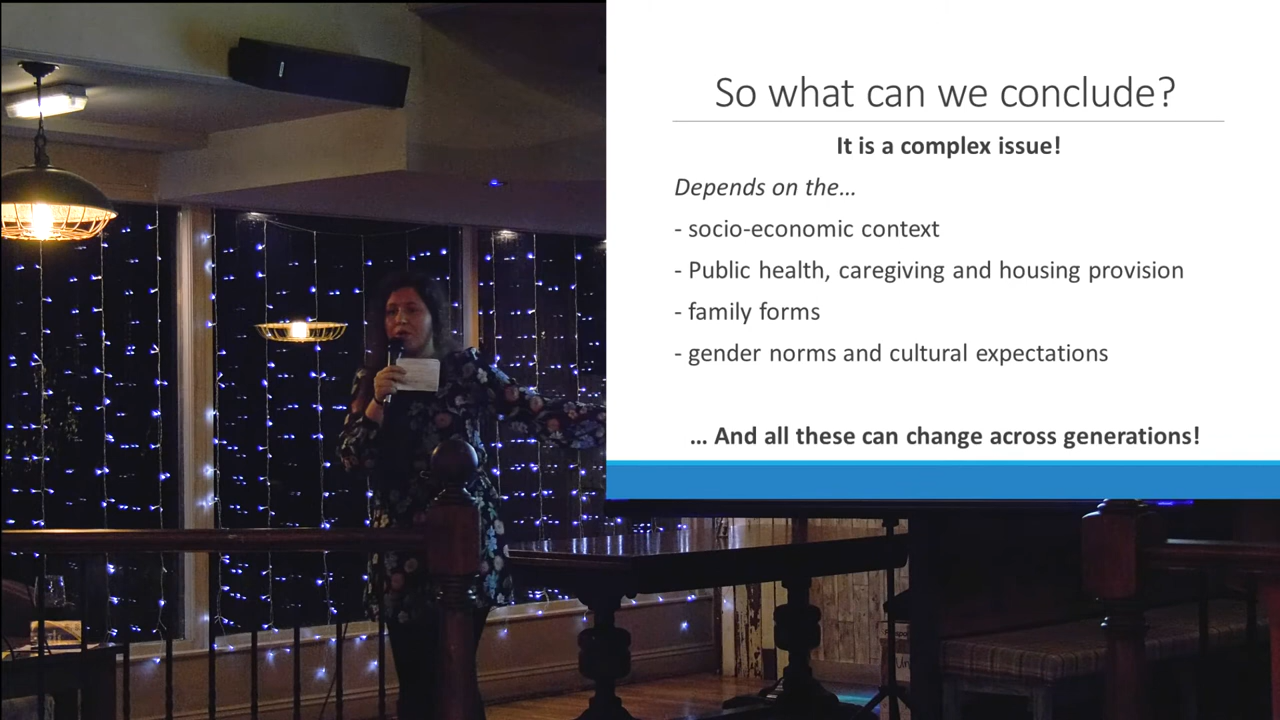 So what can we conclude?
It is a complex issue!
Depends on the…
- socio-economic context
- Public health, caregiving and housing provision
- family forms
- gender norms and cultural expectations
… And all these can change across generations!